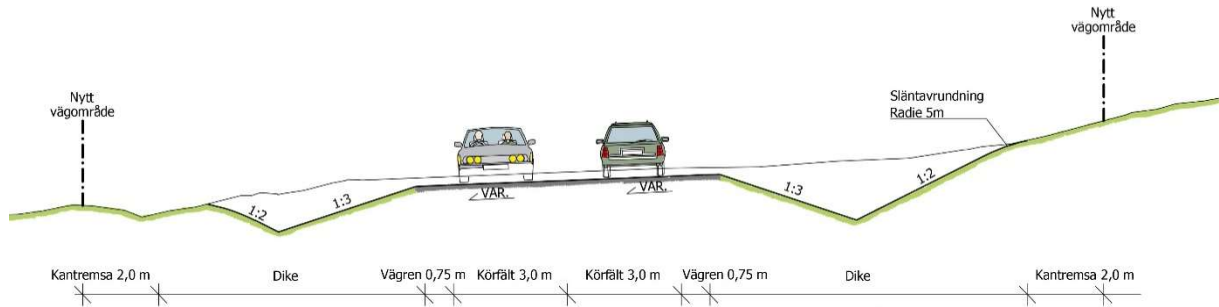 Nytt
vägområde
Nytt
vägområde
Släntavrundning
Radie 5m
1:2
1:3
VAR.
VAR.
1:3
1:2
Kantremsa 2,0 m
Dike
Vägren 0,75 m
Körfält 3,0 m
Körfält 3,0 m
Vägren 0,75 m
Dike
Kantremsa 2,0 m